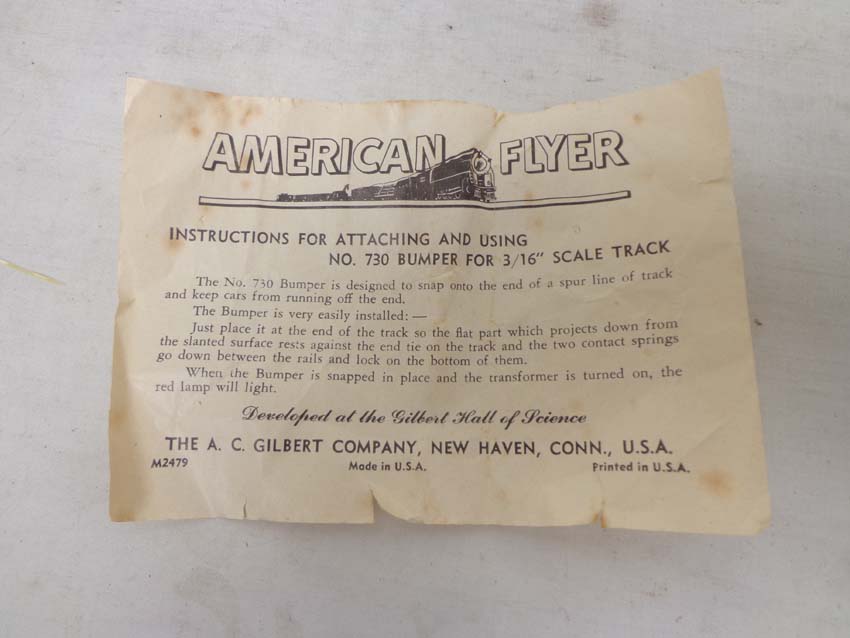 AMERICAN FLYER
INSTRUCTIONS FOR ATTACHING AND USING
NO. 730 BUMPER FOR 3/16" SCALE TRACK
The No. 730 Bumper is designed to snap onto the end of a spur line of track
and keep cars from running off the end.
The Bumper is very easily installed: —
Just place it at the end of the track so the flat part which projects down from
the slanted surface rests against the end tie on the track and the two contact springs
go down between the rails and lock on the bottom of them.
When the Bumper is snapped in place and the transformer is turned on, the
red lamp will light.
Developed at the Gilbert Hall of Science
THE A. C. GILBERT COMPANY, NEW HAVEN, CONN., U.S.A.
M2479 Made in U.S.A. Printed in U.S.A.